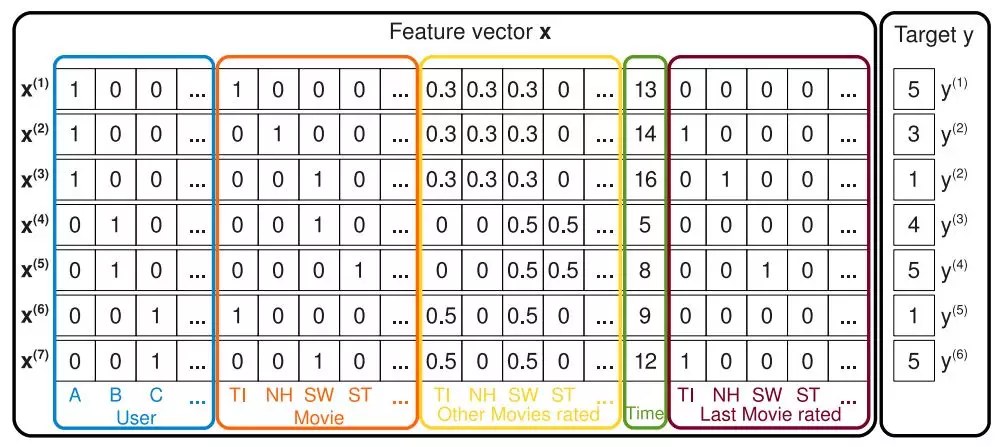 Feature vector x Target y
x(1) 1 0 0 ... 1 0 0 0 ... 0.3 0.3 0.3 0 ... 13 0 0 0 0 ... 5 y(1)
x(2) 1 0 0 ... 0 1 0 0 ... 0.3 0.3 0.3 0 ... 14 1 0 0 0 ... 3 y(2)
x(3) 1 0 0 ... 0 0 1 0 ... 0.3 0.3 0.3 0 ... 16 0 1 0 0 ... 1 y(2)
x(4) 0 1 0 ... 0 0 1 0 ... 0 0 0.5 0.5 ... 5 0 0 0 0 ... 4 y(3)
x(5) 0 1 0 ... 0 0 0 1 ... 0 0 0.5 0.5 ... 8 0 0 1 0 ... 5 y(4)
x(6) 0 0 1 ... 1 0 0 0 ... 0.5 0 0.5 0 ... 9 0 0 0 0 ... 1 y(5)
x(7) 0 0 1 ... 0 0 1 0 ... 0.5 0 0.5 0 ... 12 1 0 0 0 ... 5 y(6)
A B C ... TI NH SW ST ... TI NH SW ST ... TI NH SW ST ...
User Movie Other Movies rated Time Last Movie rated